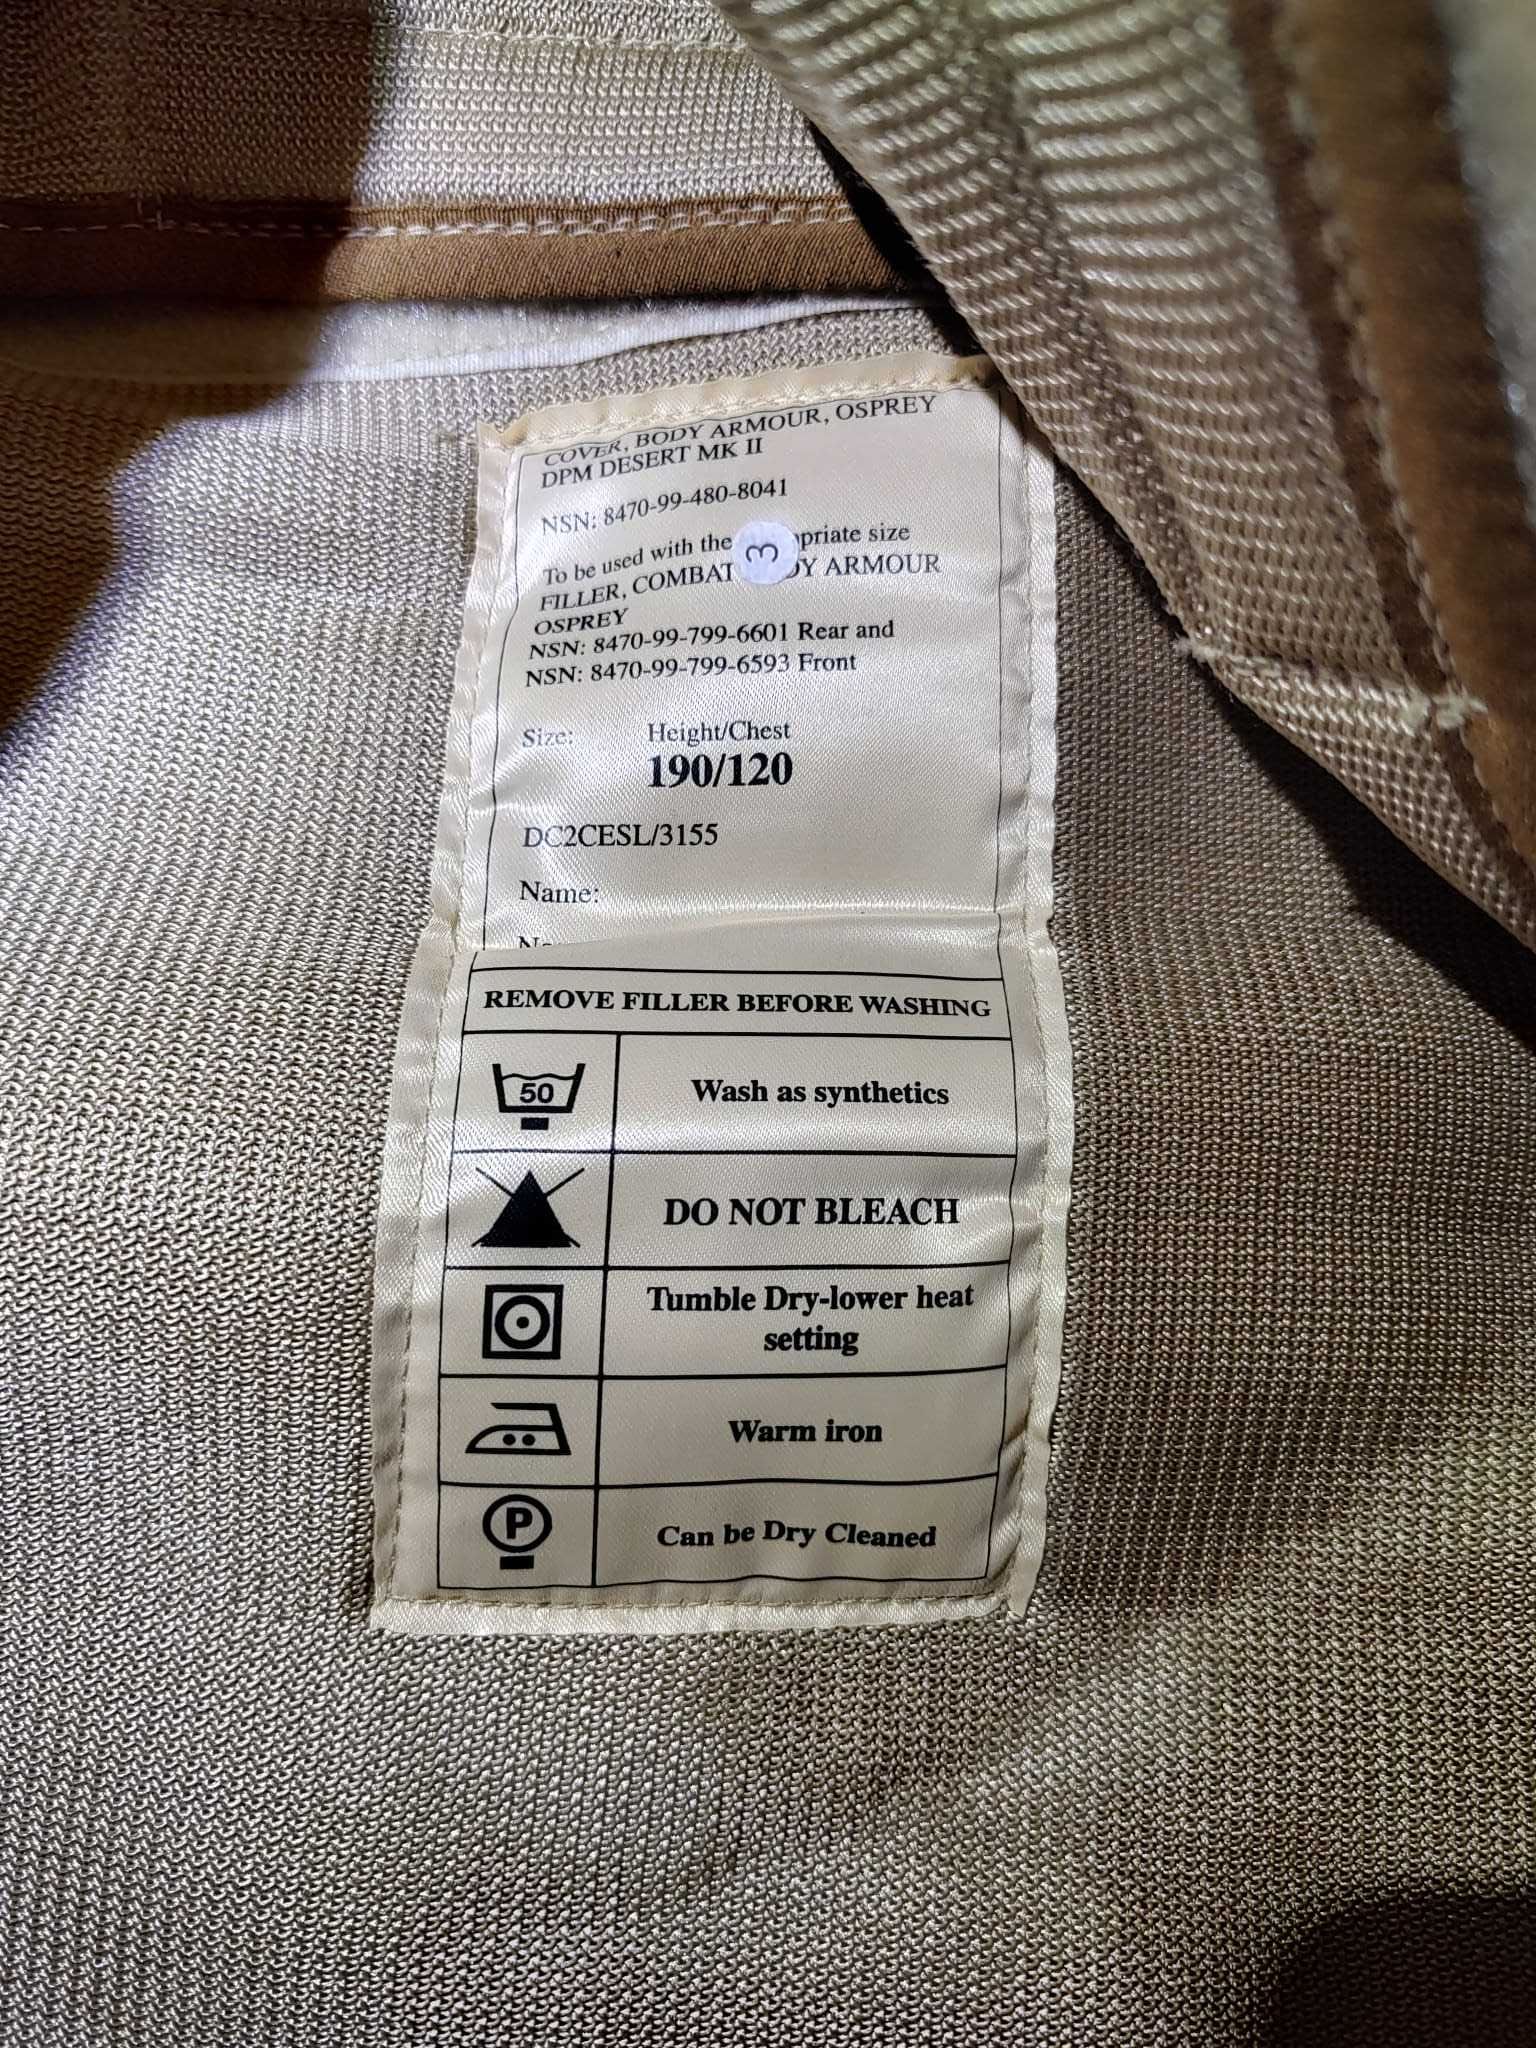 COVER, BODY ARMOUR, OSPREY
DPM DESERT MK II
NSN: 8470-99-480-8041
To be used with the priate size
3
FILLER, COMBAT ARMOUR
OSPREY
NSN: 8470-99-799-6601 Rear and
NSN: 8470-99-799-6593 Front
Size: Height/Chest
190/120
DC2CESL/3155
Name:
REMOVE FILLER BEFORE WASHING
50 Wash as synthetics
DO NOT BLEACH
Tumble Dry-lower heat
setting
Warm iron
P Can be Dry Cleaned